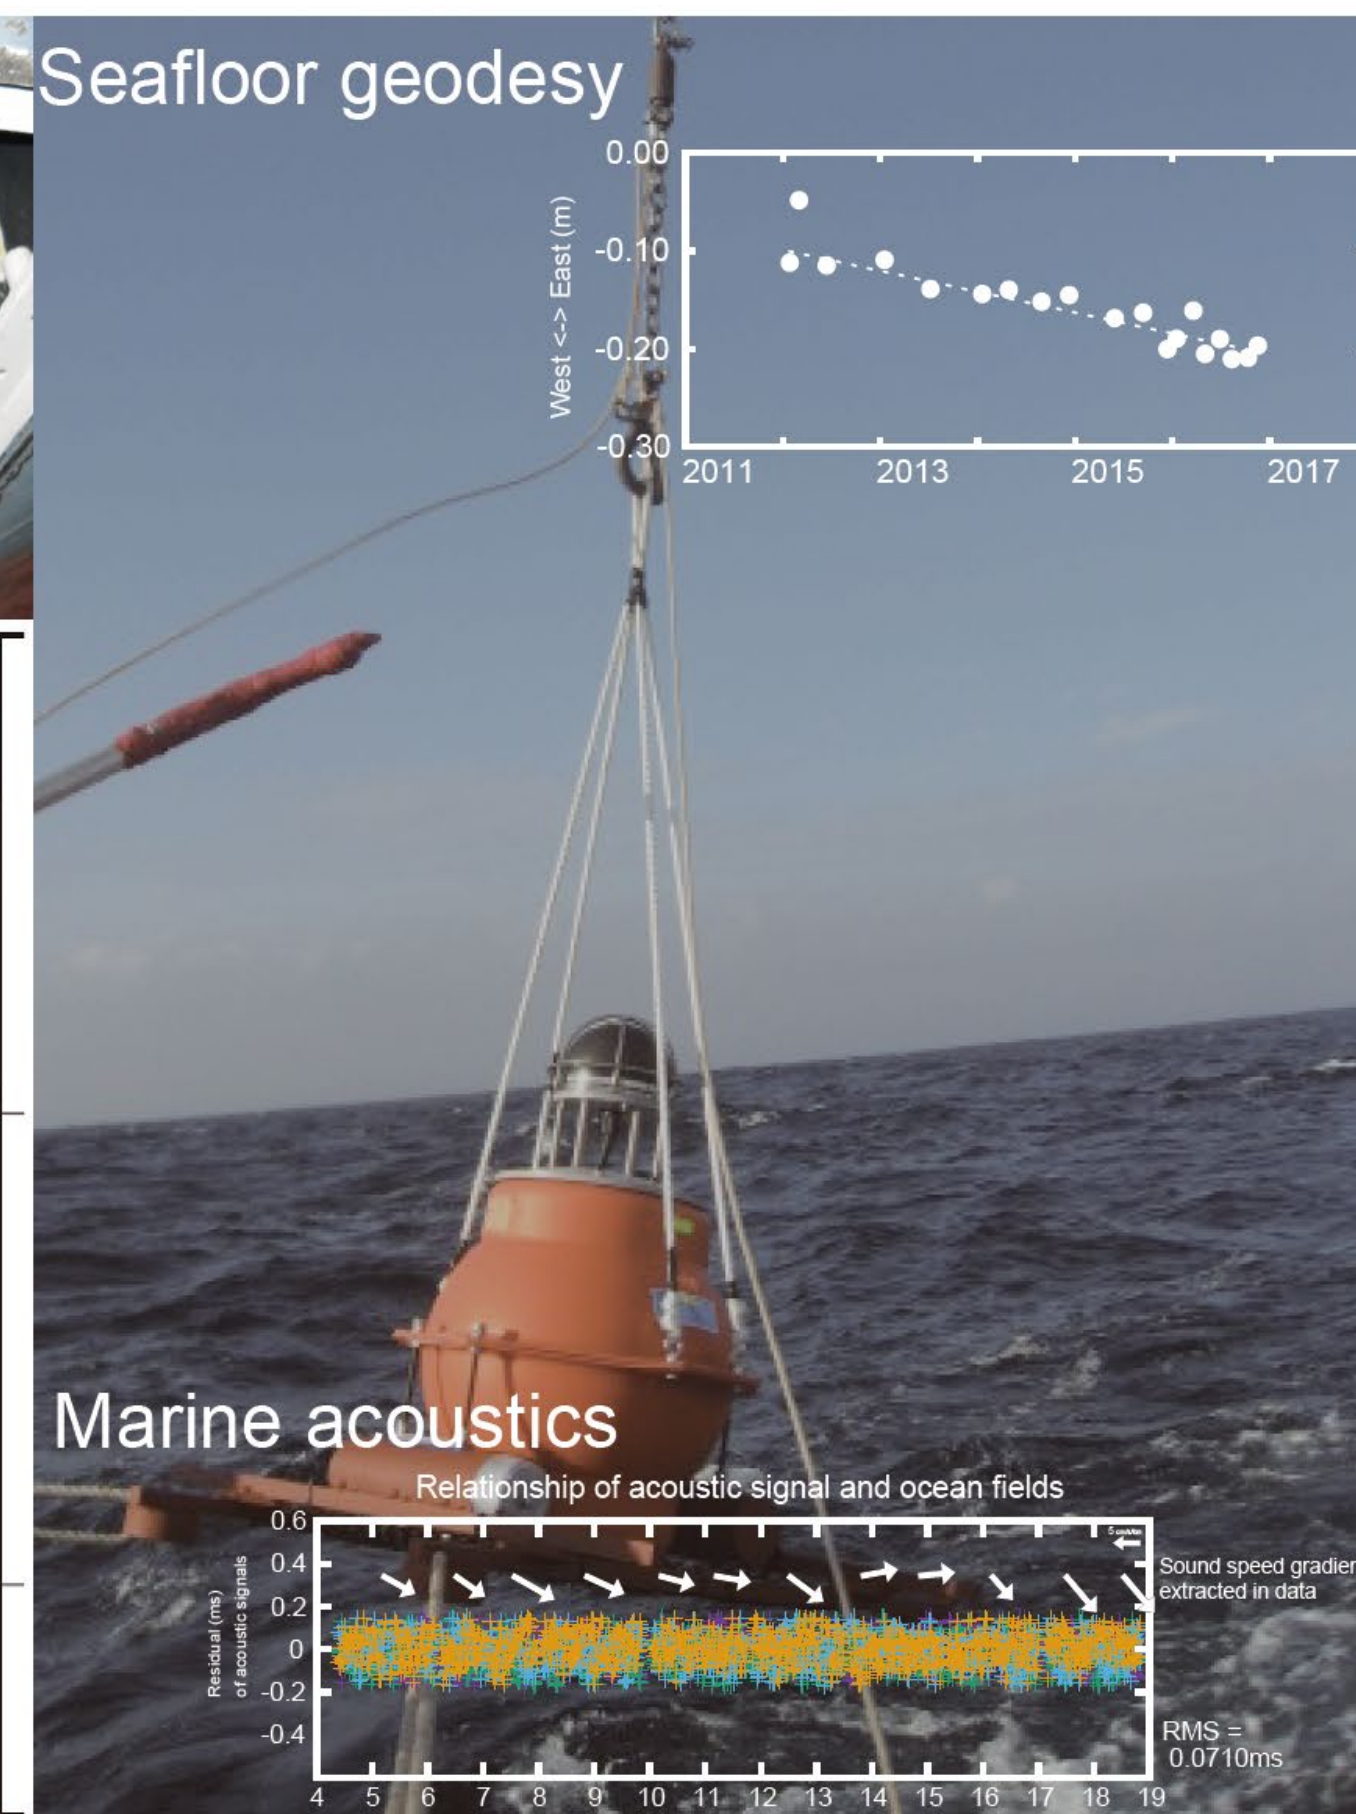 Seafloor geodesy
0.00
-0.10
-0.20
-0.30
West <-> East (m)
2011 2013 2015 2017
Marine acoustics
Relationship of acoustic signal and ocean fields
0.6
0.4
0.2
0
-0.2
-0.4
Residual (ms)
of acoustic signals
Sound speed gradien
extracted in data
RMS =
0.0710ms
4 5 6 7 8 9 10 11 12 13 14 15 16 17 18 19